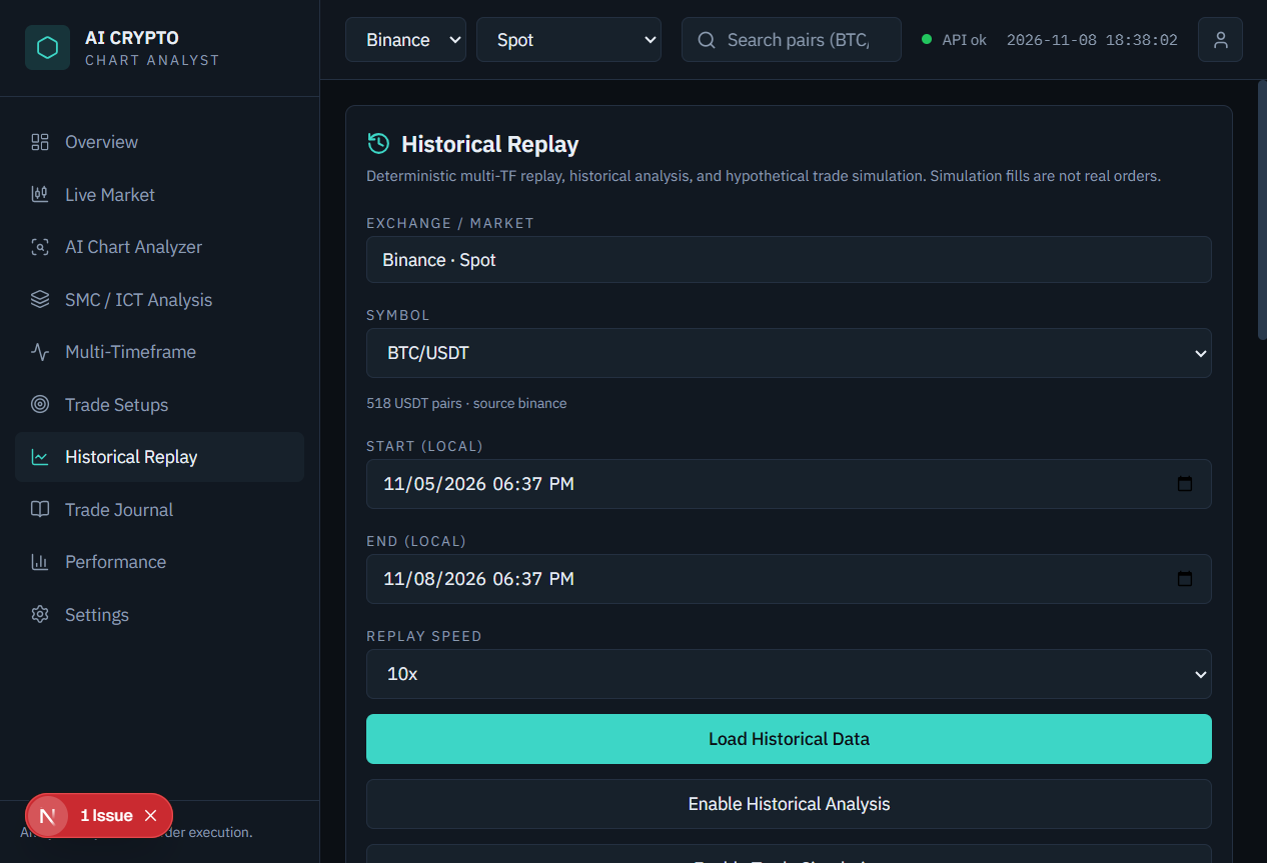 AI CRYPTO
CHART ANALYST
Overview
Live Market
AI Chart Analyzer
SMC / ICT Analysis
Multi-Timeframe
Trade Setups
Historical Replay
Trade Journal
Performance
Settings
N 1 Issue
der execution.
Binance
Spot
Search pairs (BTC,
API ok
2026-11-08 18:38:02
Historical Replay
Deterministic multi-TF replay, historical analysis, and hypothetical trade simulation. Simulation fills are not real orders.
EXCHANGE / MARKET
Binance · Spot
SYMBOL
BTC/USDT
518 USDT pairs · source binance
START (LOCAL)
11/05/2026 06:37 PM
END (LOCAL)
11/08/2026 06:37 PM
REPLAY SPEED
10x
Load Historical Data
Enable Historical Analysis